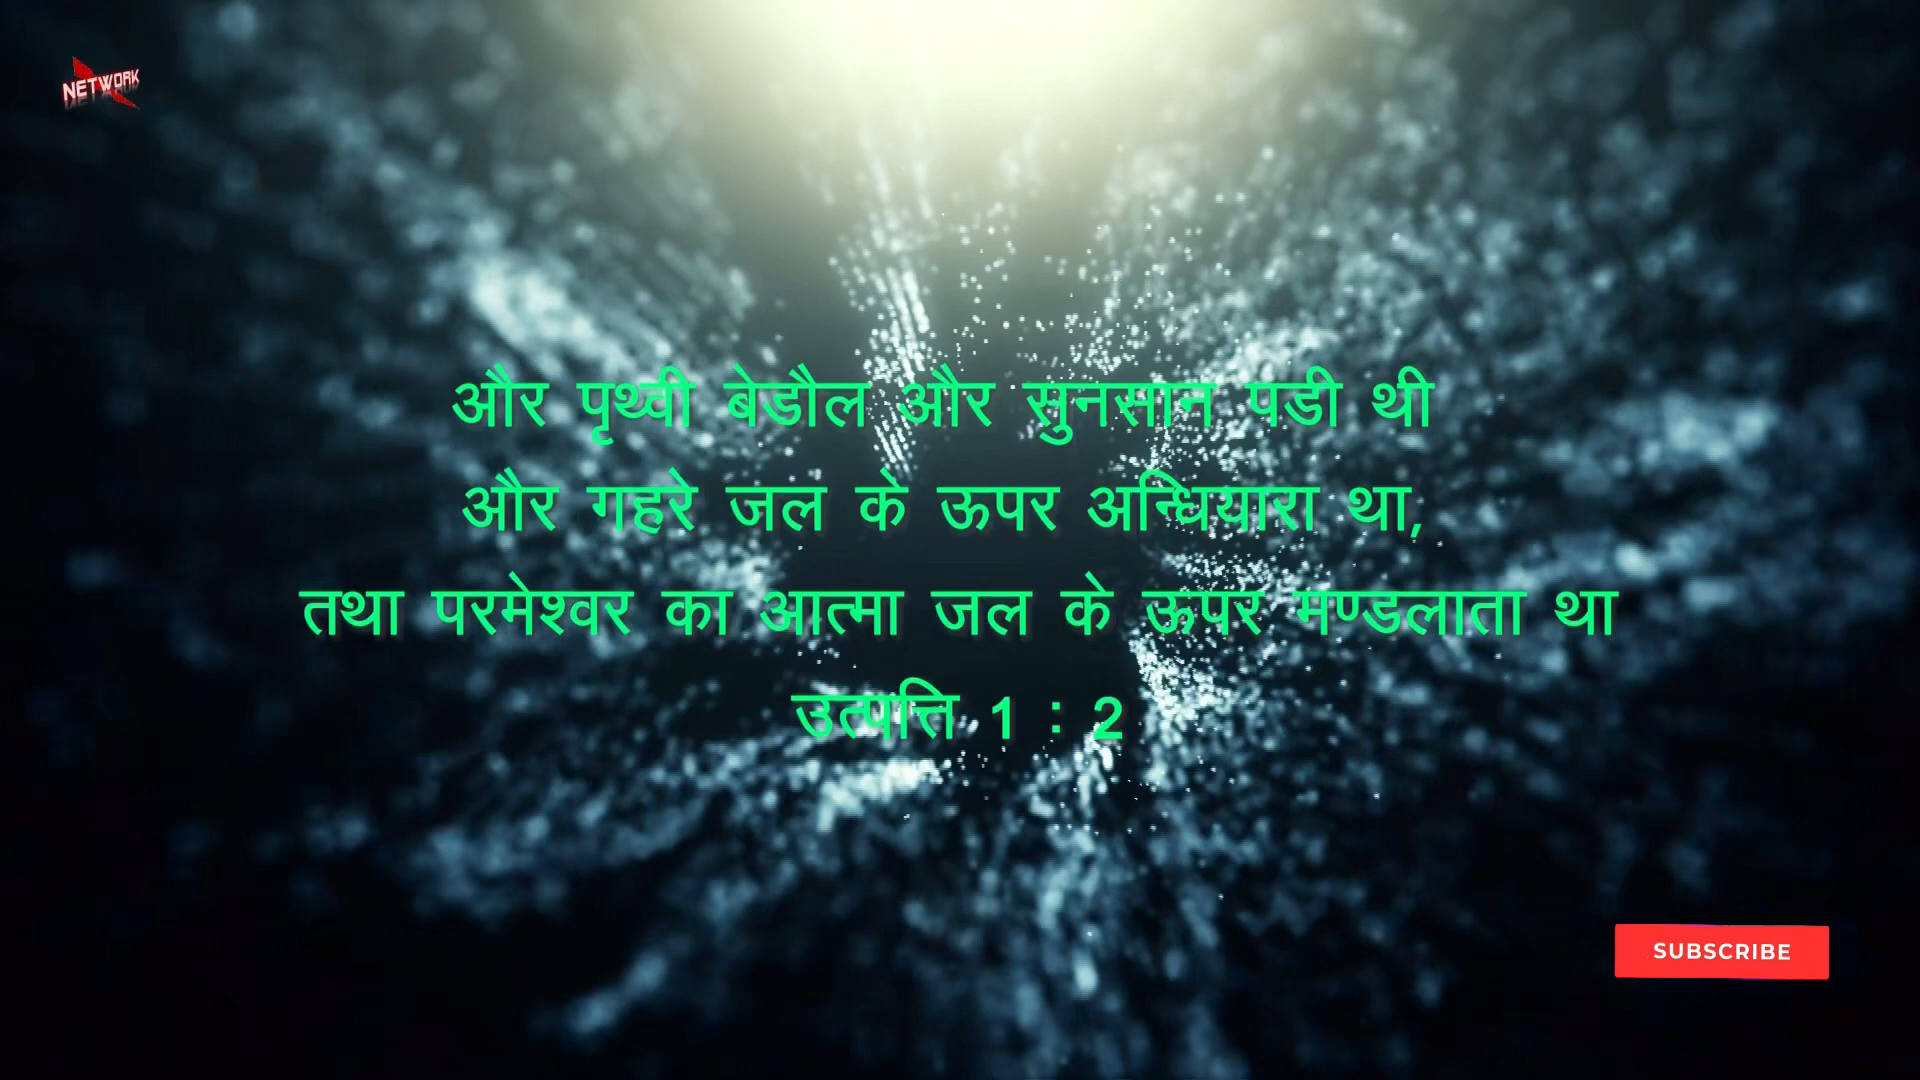 NETWORK
और पृथ्वी बेडौल और सुनसान पडी थी
और गहरे जल के ऊपर अन्धियारा था,
तथा परमेश्वर का आत्मा जल के ऊपर मण्डलाता था
उत्पत्ति 1 : 2
SUBSCRIBE